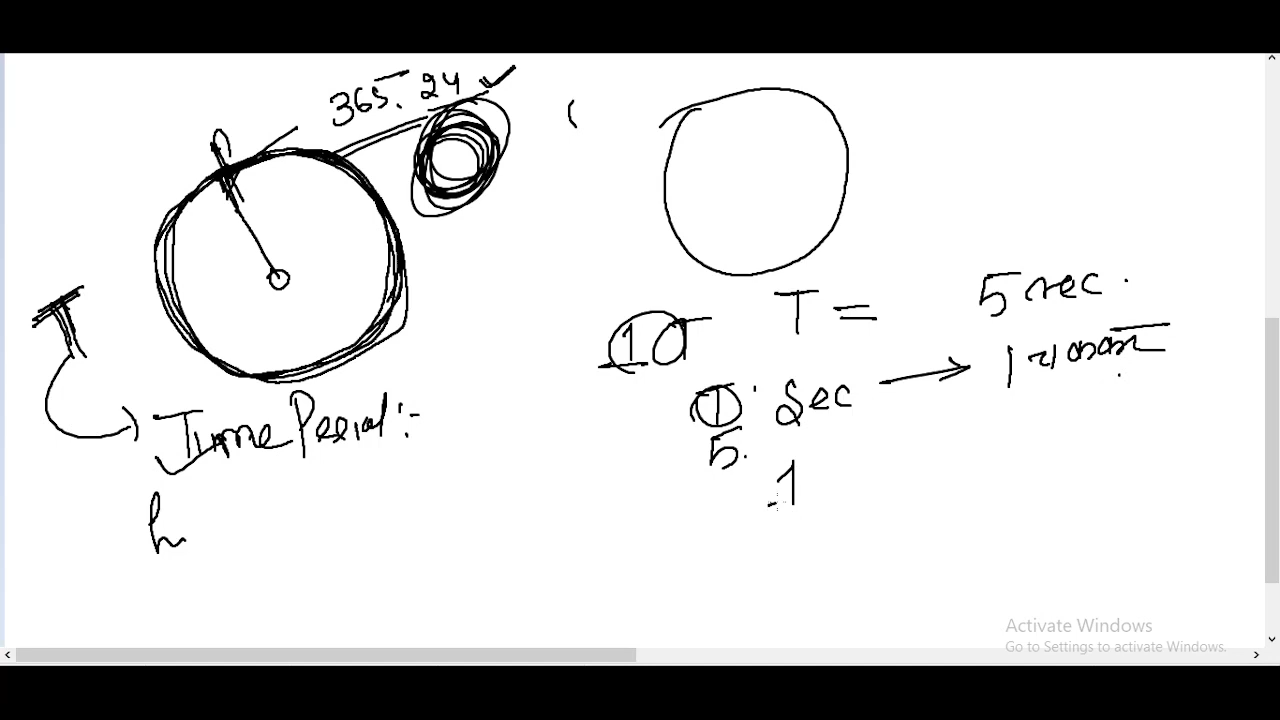 365. 24 ✓
T
Time Period :-
h
T =
10
1 Sec →
5 sec.
5.
1
Activate Windows
Go to Settings to activate Windows.